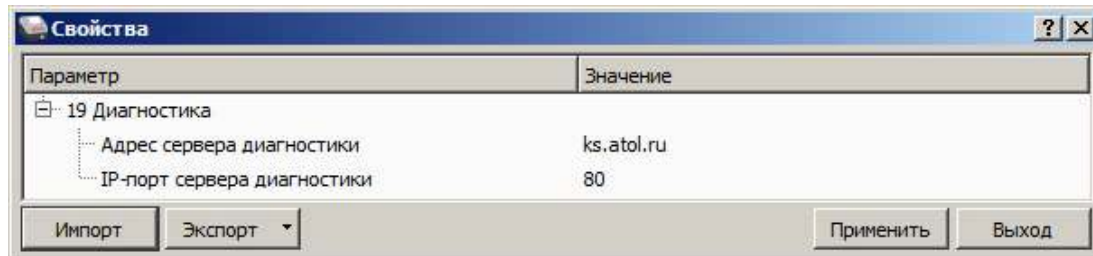 Свойства
Параметр Значение
19 Диагностика
Адрес сервера диагностики ks.atol.ru
IP-порт сервера диагностики 80
Импорт Экспорт Применить Выход